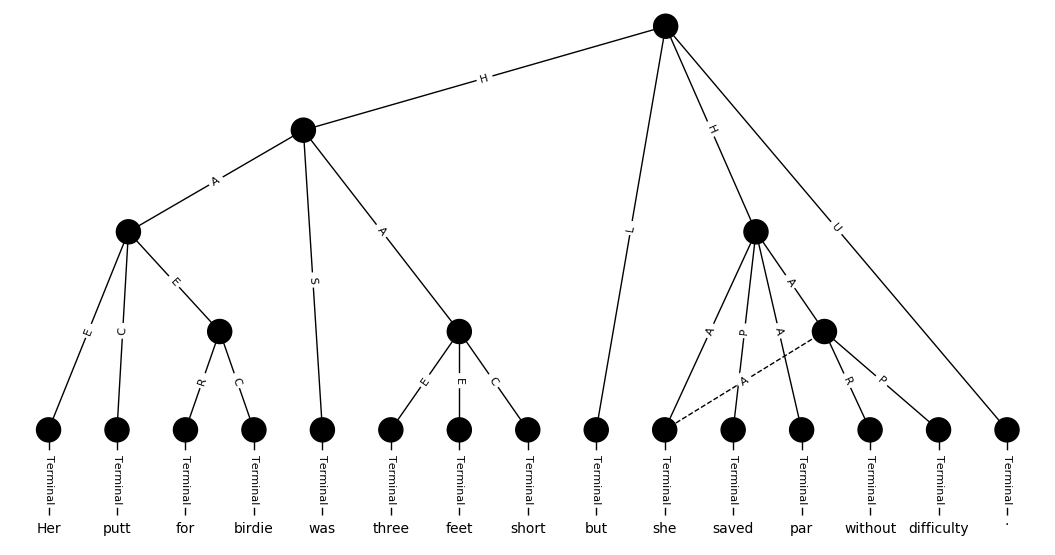 H
A
L
H
U
S
A
E
C
E
A
P
A
A
R
C
E
E
C
A
R
P
Terminal Terminal Terminal Terminal Terminal Terminal Terminal Terminal Terminal Terminal Terminal Terminal Terminal Terminal Terminal
Her putt for birdie was three feet short but she saved par without difficulty .